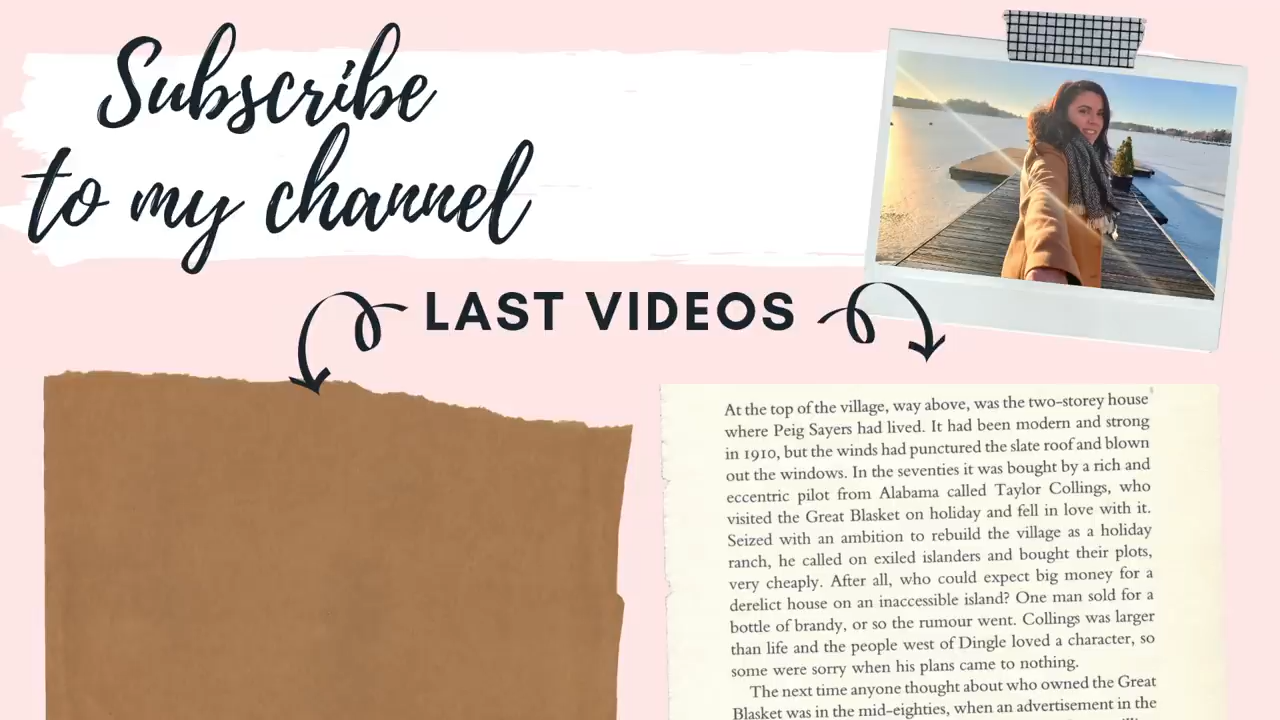 Subscribe
to my channel
LAST VIDEOS
At the top of the village, way above, was the two-storey house
where Peig Sayers had lived. It had been modern and strong
in 1910, but the winds had punctured the slate roof and blown
out the windows. In the seventies it was bought by a rich and
eccentric pilot from Alabama called Taylor Collings, who
visited the Great Blasket on holiday and fell in love with it.
Seized with an ambition to rebuild the village as a holiday
ranch, he called on exiled islanders and bought their plots,
very cheaply. After all, who could expect big money for a
derelict house on an inaccessible island? One man sold for a
bottle of brandy, or so the rumour went. Collings was larger
than life and the people west of Dingle loved a character, so
some were sorry when his plans came to nothing.
The next time anyone thought about who owned the Great
Blasket was in the mid-eighties, when an advertisement in the